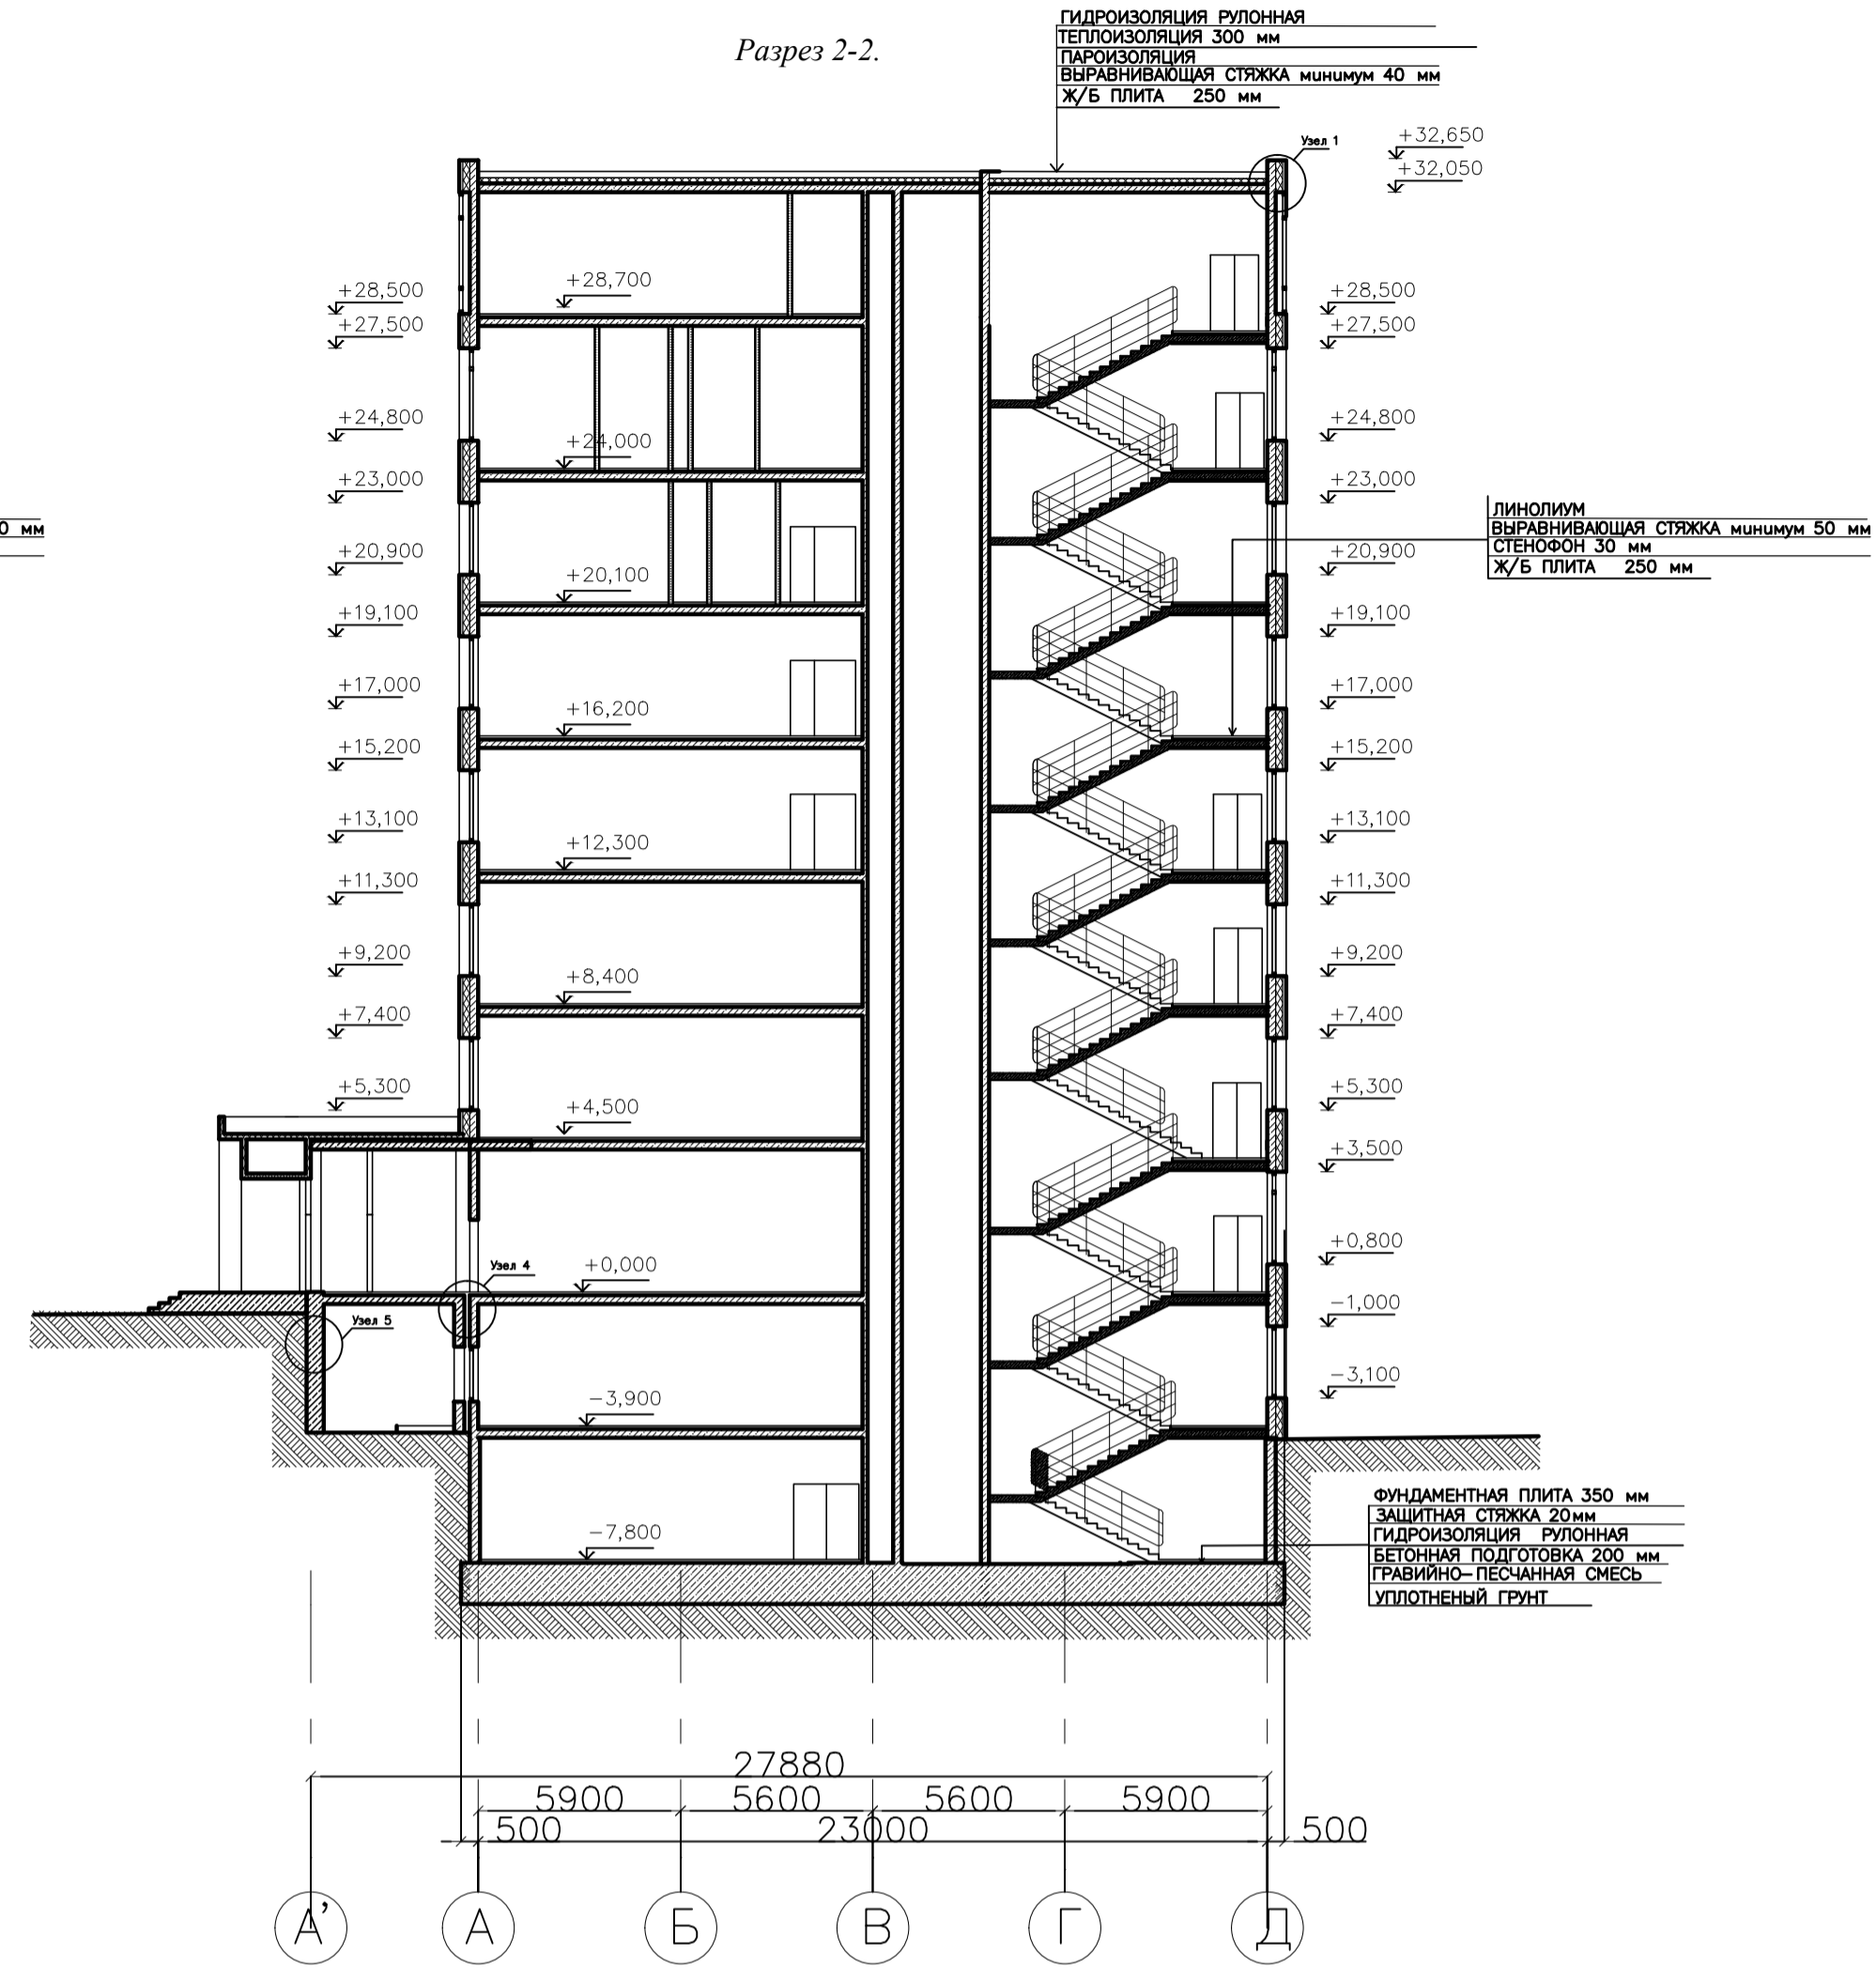 Разрез 2-2.
ГИДРОИЗОЛЯЦИЯ РУЛОННАЯ
ТЕПЛОИЗОЛЯЦИЯ 300 мм
ПАРОИЗОЛЯЦИЯ
ВЫРАВНИВАЮЩАЯ СТЯЖКА минимум 40 мм
Ж/Б ПЛИТА 250 мм
Узел 1
+32,650
+32,050
+28,500
+27,500
+24,800
+23,000
0 мм
+20,900
+19,100
+17,000
+15,200
+13,100
+11,300
+9,200
+7,400
+5,300
+28,700
+24,000
+20,100
+16,200
+12,300
+8,400
+4,500
+0,000
-3,900
-7,800
Узел 4
Узел 5
+28,500
+27,500
+24,800
+23,000
+20,900
+19,100
+17,000
+15,200
+13,100
+11,300
+9,200
+7,400
+5,300
+3,500
+0,800
-1,000
-3,100
ЛИНОЛИУМ
ВЫРАВНИВАЮЩАЯ СТЯЖКА минимум 50 мм
СТЕНОФОН 30 мм
Ж/Б ПЛИТА 250 мм
ФУНДАМЕНТНАЯ ПЛИТА 350 мм
ЗАЩИТНАЯ СТЯЖКА 20мм
ГИДРОИЗОЛЯЦИЯ РУЛОННАЯ
БЕТОННАЯ ПОДГОТОВКА 200 мм
ГРАВИЙНО-ПЕСЧАННАЯ СМЕСЬ
УПЛОТНЕНЫЙ ГРУНТ
27880
5900 5600 5600 5900
500 23000 500
А' А Б В Г Д